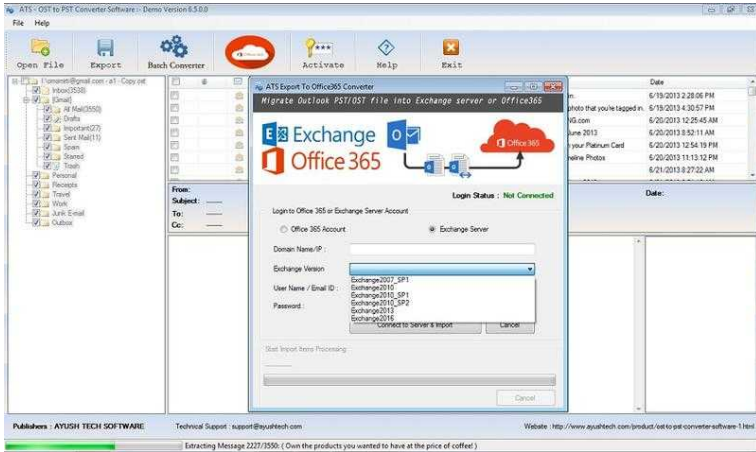 ATS - OST to PST Converter Software :- Demo Version 6.5.0.0
File Help
Open File Export Batch Converter Office 365 Activate Help Exit
Inbox(3538)
[Gmail]
All Mail(3550)
Drafts
Important(27)
Sent Mail(11)
Spam
Starred
Trash
Personal
Receipts
Travel
Work
Junk E-mail
Outbox
Date
6/19/2013 2:28:06 PM
photo that you're tagged in. 6/19/2013 4:30:57 PM
NG.com 6/20/2013 12:25:45 AM
June 2013 6/20/2013 8:52:11 AM
your Platinum Card 6/20/2013 12:54:19 PM
meline Photos 6/20/2013 11:13:12 PM
6/21/2013 8:27:22 AM
From:
Subject:
To:
Cc:
Date:
ATS Export To Office365 Converter
Migrate Outlook PST/OST file into Exchange server or Office365
Exchange
Office 365
Office 365
Login Status : Not Connected
Login to Office 365 or Exchange Server Account
Office 365 Account Exchange Server
Domain Name/IP :
Exchange Version
User Name / Email ID :
Password :
Exchange2007_SP1
Exchange2010
Exchange2010_SP1
Exchange2010_SP2
Exchange2013
Exchange2016
Connect to Server & Import Cancel
Start Import Items Processing
Cancel
Publishers : AYUSH TECH SOFTWARE Technical Support : support@ayushtech.com Website : http://www.ayushtech.com/product/ost-to-pst-converter-software-1.html
Extracting Message 2227/3550: ( Own the products you wanted to have at the price of coffee! )